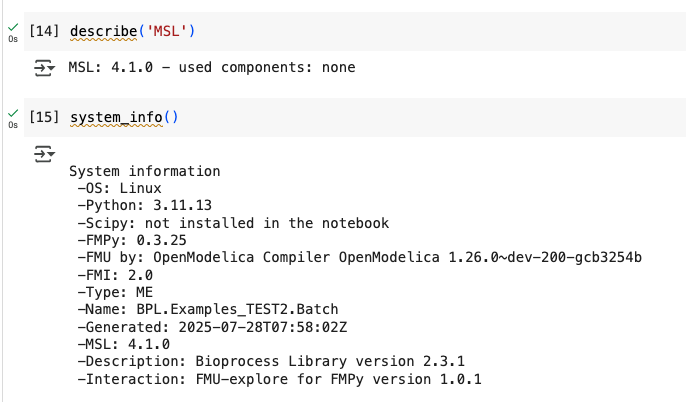 [14] describe('MSL')
0s
MSL: 4.1.0 - used components: none
[15] system_info()
0s
System information
-OS: Linux
-Python: 3.11.13
-Scipy: not installed in the notebook
-FMPy: 0.3.25
-FMU by: OpenModelica Compiler OpenModelica 1.26.0~dev-200-gcb3254b
-FMI: 2.0
-Type: ME
-Name: BPL.Examples_TEST2.Batch
-Generated: 2025-07-28T07:58:02Z
-MSL: 4.1.0
-Description: Bioprocess Library version 2.3.1
-Interaction: FMU-explore for FMPy version 1.0.1